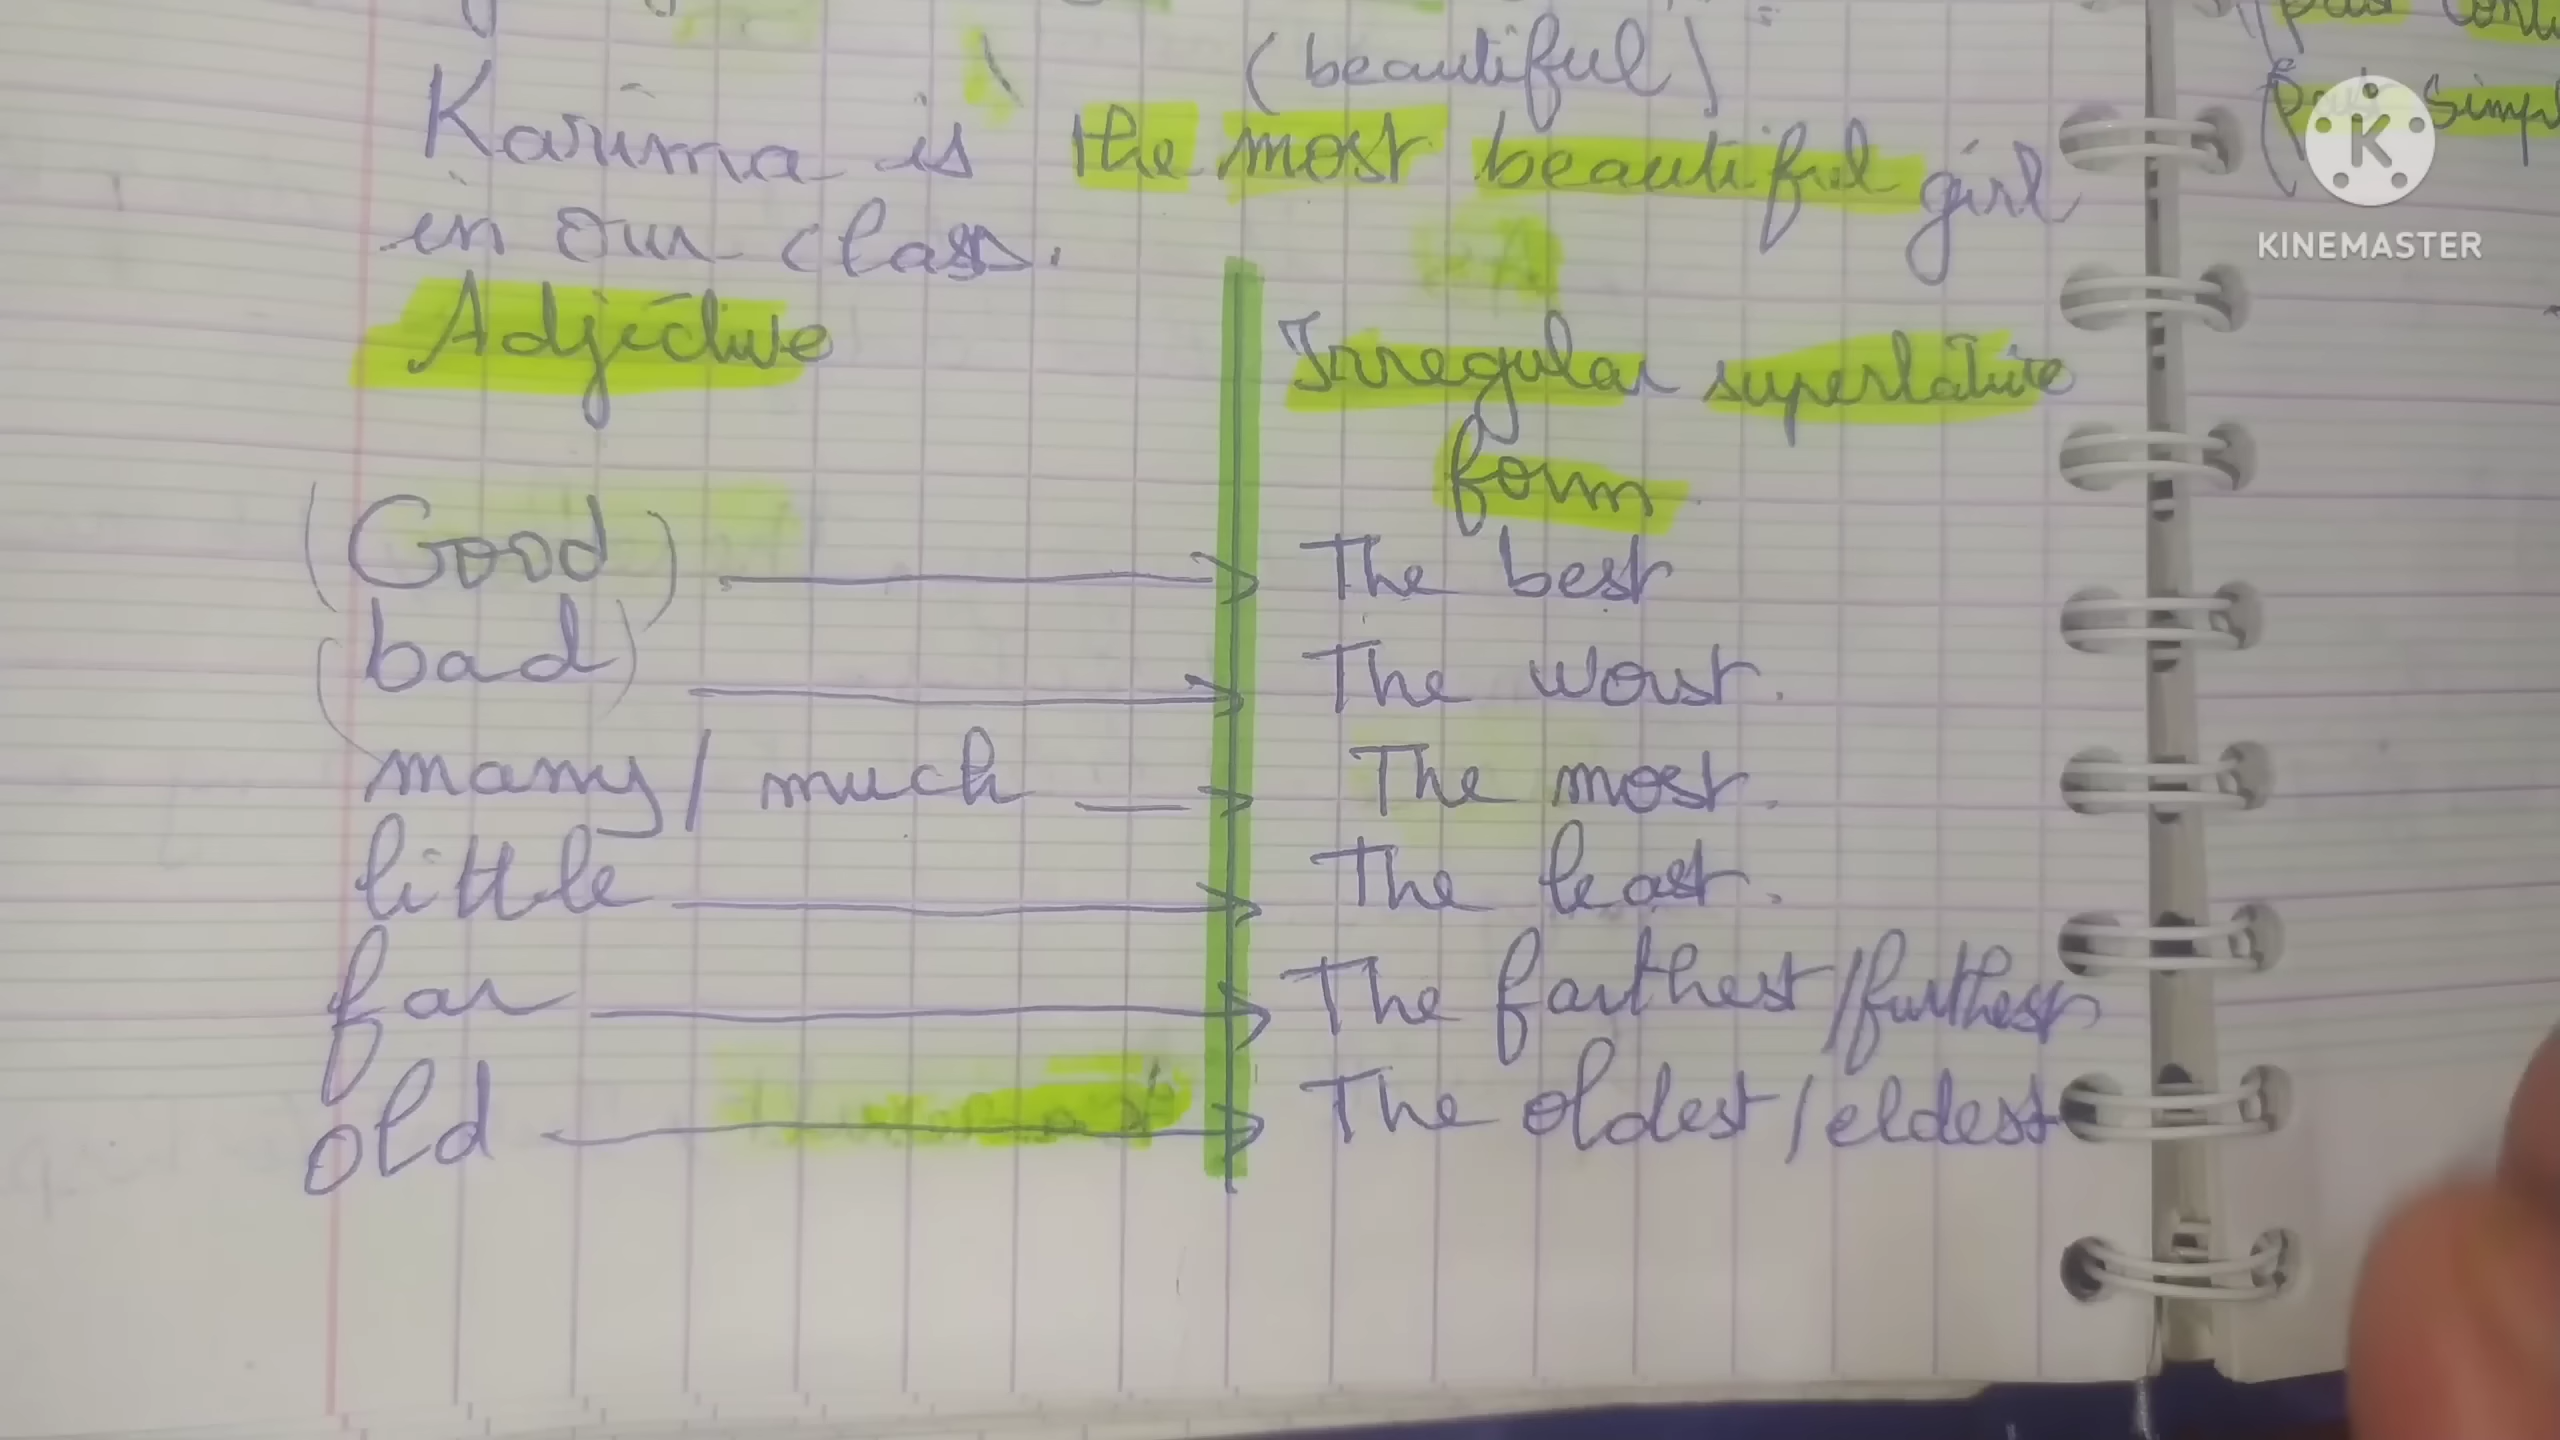 (beautiful)
Karima is the most beautiful girl
in our class.
Adjective
Irregular superlative
form
(Good) → The best
(bad) → The worst.
many / much → The most.
little → The least.
far → The farthest / furthest
old → The oldest / eldest
Simpl
K
KINEMASTER